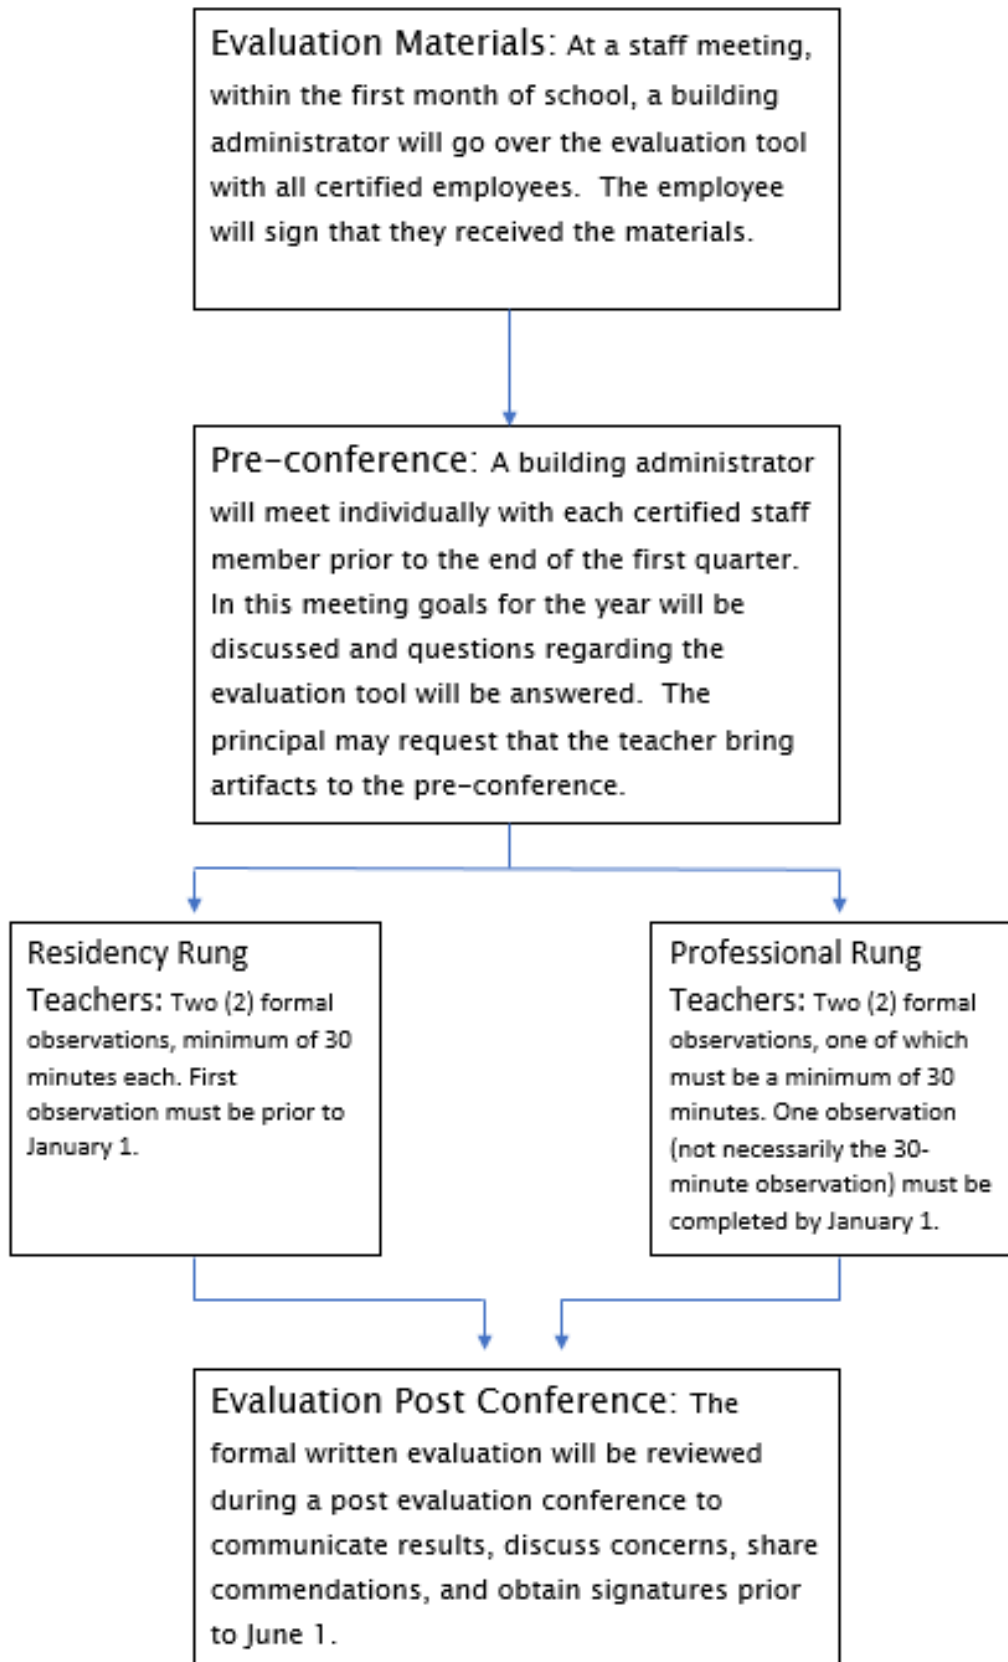 Evaluation Materials: At a staff meeting,
within the first month of school, a building
administrator will go over the evaluation tool
with all certified employees.  The employee
will sign that they received the materials.
Pre-conference: A building administrator
will meet individually with each certified staff
member prior to the end of the first quarter.
In this meeting goals for the year will be
discussed and questions regarding the
evaluation tool will be answered.  The
principal may request that the teacher bring
artifacts to the pre-conference.
Residency Rung
Teachers: Two (2) formal
observations, minimum of 30
minutes each. First
observation must be prior to
January 1.
Professional Rung
Teachers: Two (2) formal
observations, one of which
must be a minimum of 30
minutes. One observation
(not necessarily the 30-
minute observation) must be
completed by January 1.
Evaluation Post Conference: The
formal written evaluation will be reviewed
during a post evaluation conference to
communicate results, discuss concerns, share
commendations, and obtain signatures prior
to June 1.